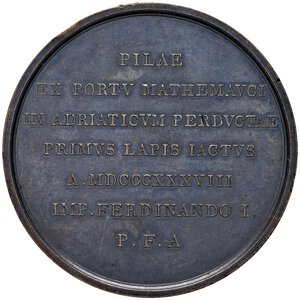 PILAE
EX PORTV MATHEMAVCI
IN ADRIATICVM PERDVCTAE
PRIMVS LAPIS IACTVS
A. MDCCCXXXVIII
IMP. FERDINANDO I.
P. F. A